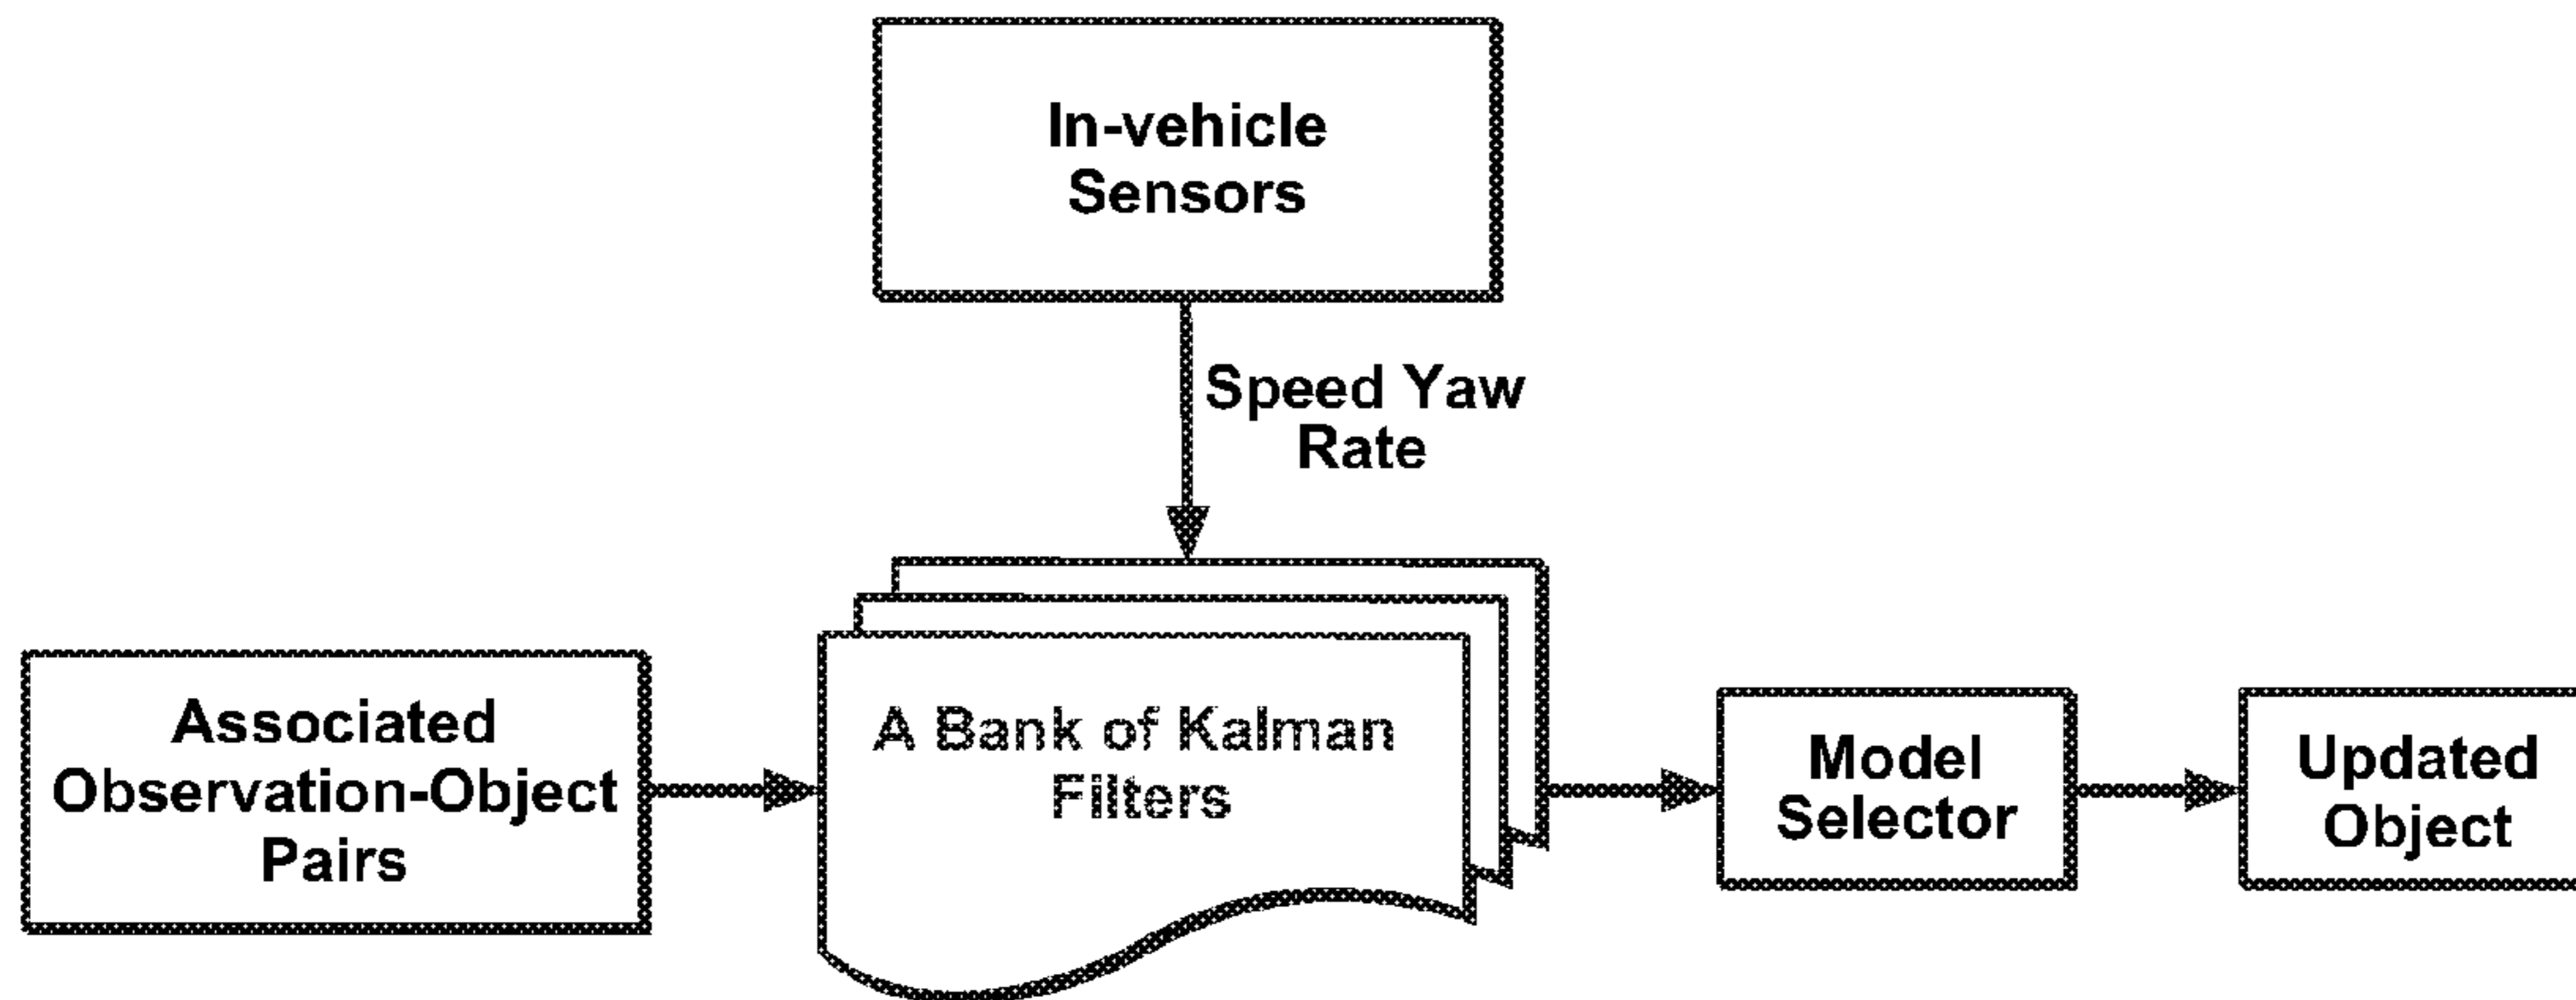 In-vehicle
Sensors
Speed Yaw
Rate
Associated
Observation-Object
Pairs
A Bank of Kalman
Filters
Model
Selector
Updated
Object